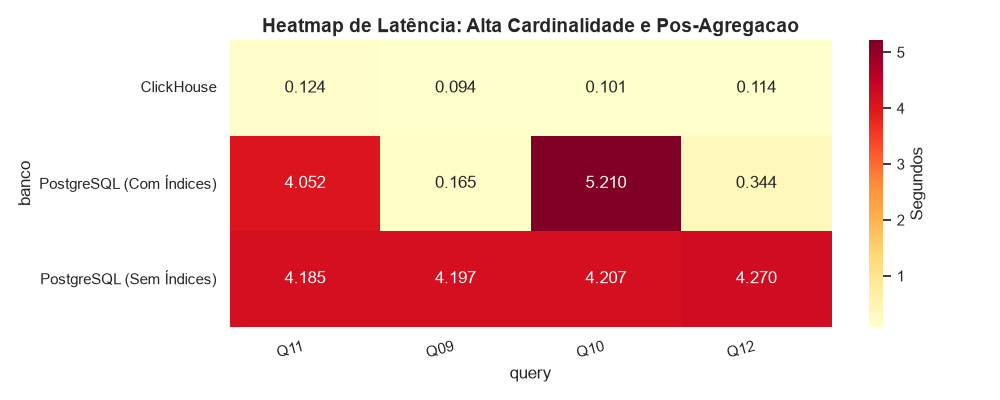 Heatmap de Latência: Alta Cardinalidade e Pos-Agregacao
banco
ClickHouse 0.124 0.094 0.101 0.114
PostgreSQL (Com Índices) 4.052 0.165 5.210 0.344
PostgreSQL (Sem Índices) 4.185 4.197 4.207 4.270
Q11 Q09 Q10 Q12
query
5
4
3
2
1
Segundos